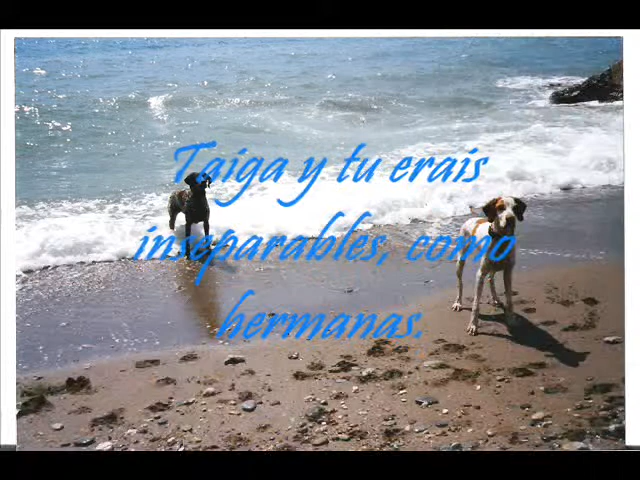 Taiga y tu erais
inseparables, como
hermanas.